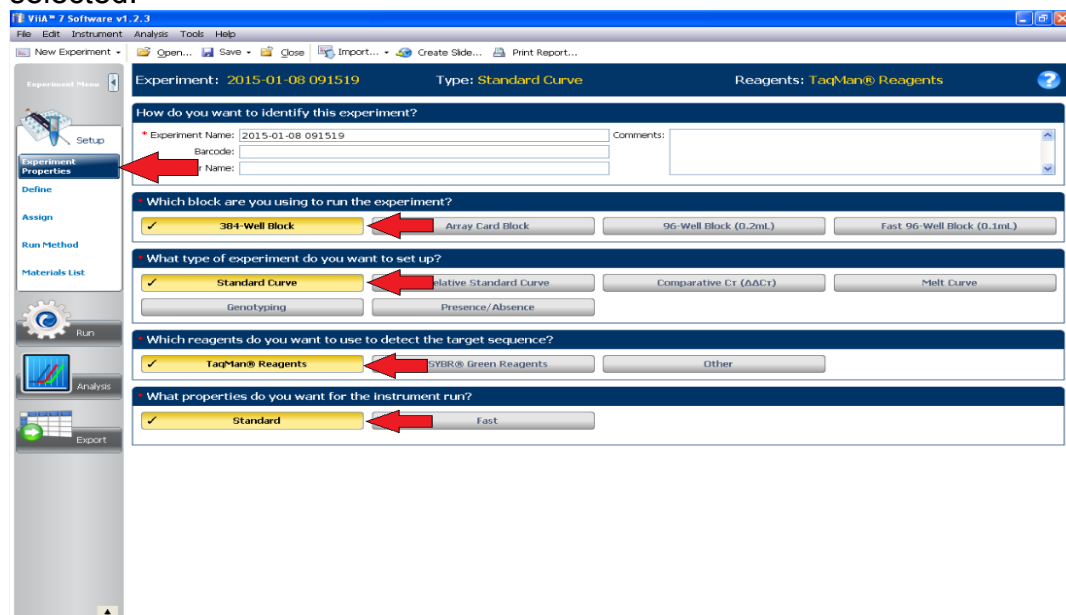 selected.
ViiA™ 7 Software v1.2.3
File Edit Instrument Analysis Tools Help
New Experiment Open... Save Close Import... Create Slide... Print Report...
Experiment Menu
Experiment: 2015-01-08 091519 Type: Standard Curve Reagents: TaqMan® Reagents
How do you want to identify this experiment?
* Experiment Name: 2015-01-08 091519 Comments:
Barcode:
Name:
Setup
Experiment Properties
Define
Assign
Run Method
Materials List
Run
Analysis
Export
* Which block are you using to run the experiment?
✓ 384-Well Block Array Card Block 96-Well Block (0.2mL) Fast 96-Well Block (0.1mL)
* What type of experiment do you want to set up?
✓ Standard Curve elative Standard Curve Comparative CT (ΔΔCT) Melt Curve
Genotyping Presence/Absence
* Which reagents do you want to use to detect the target sequence?
✓ TaqMan® Reagents SYBR® Green Reagents Other
* What properties do you want for the instrument run?
✓ Standard Fast